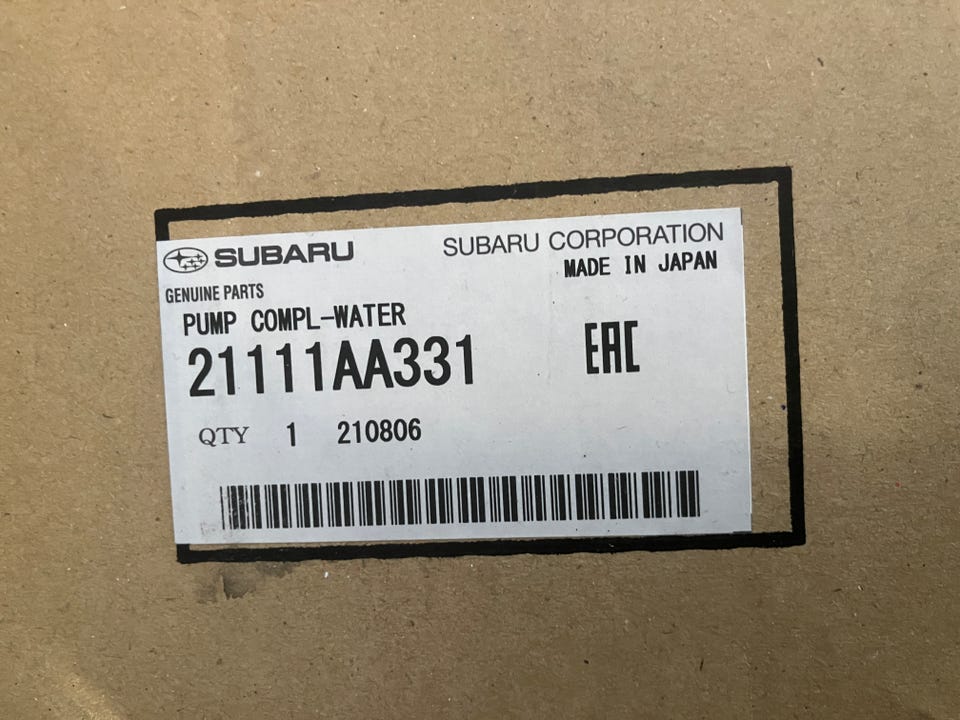 SUBARU
SUBARU CORPORATION
MADE IN JAPAN
GENUINE PARTS
PUMP COMPL-WATER
21111AA331
EAC
QTY 1 210806